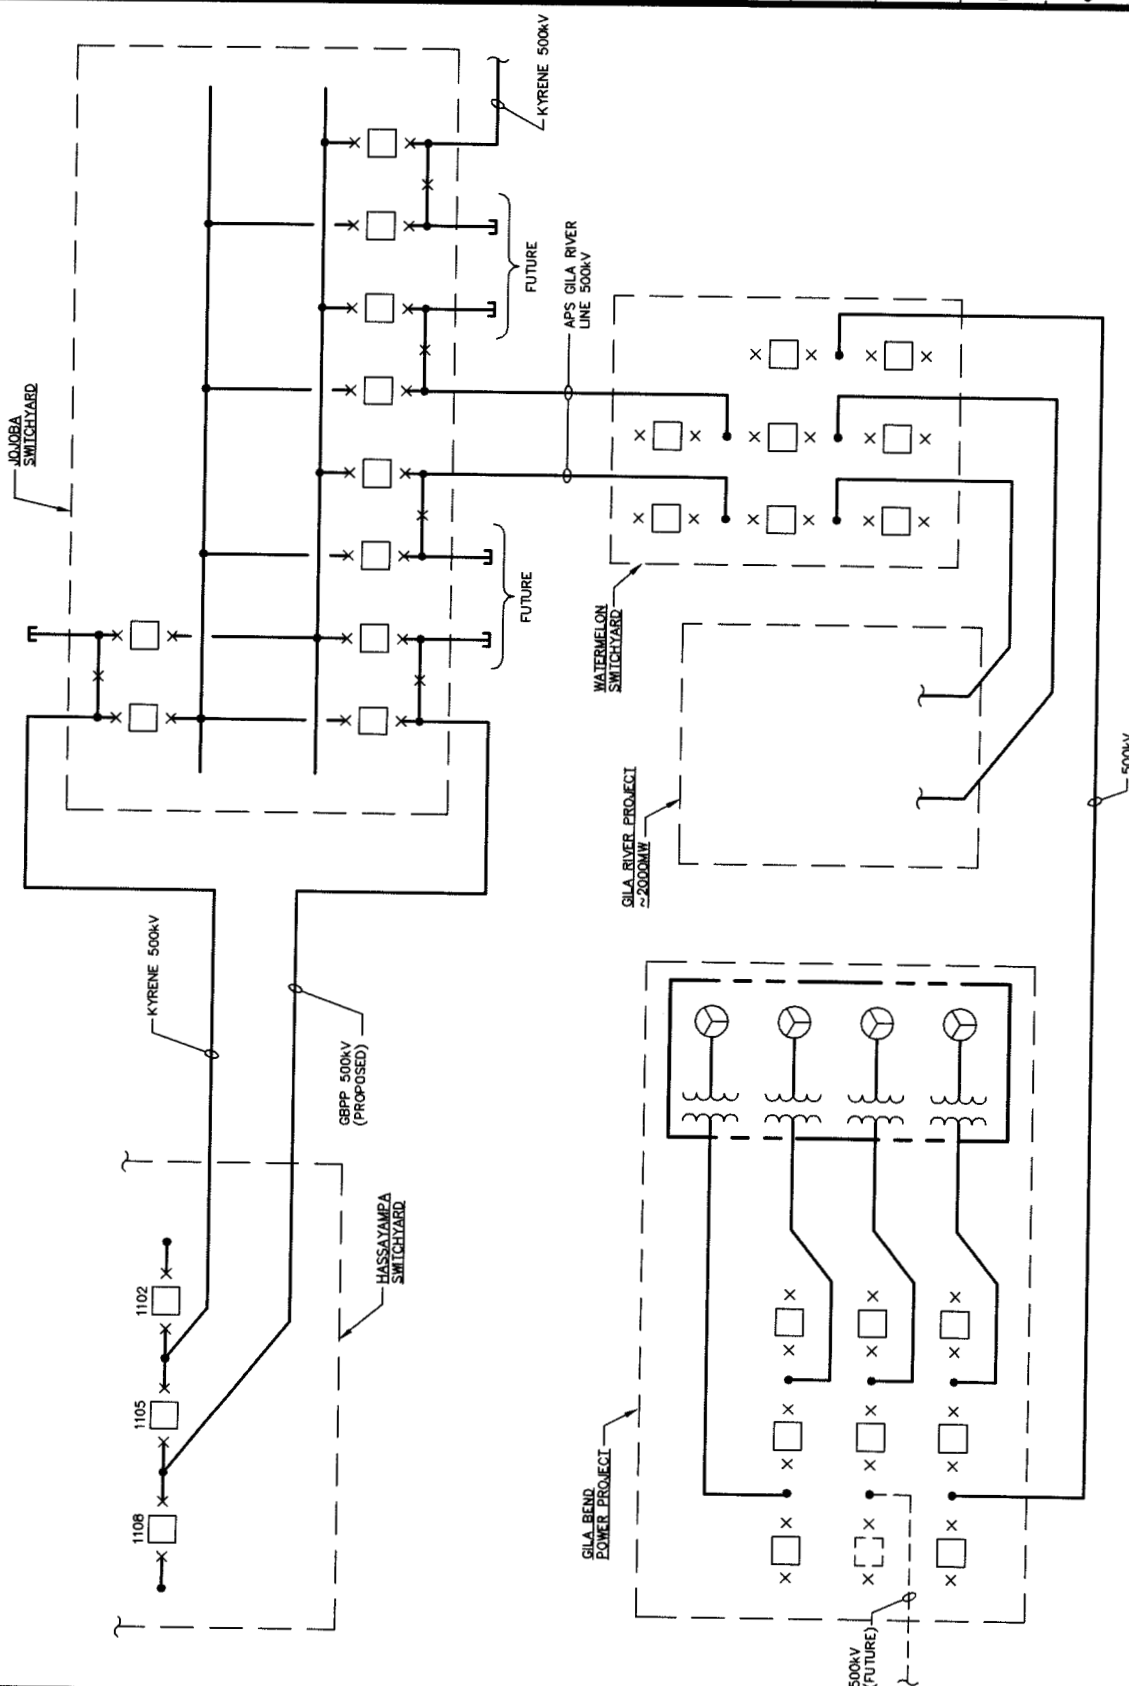 KYRENE 500kV
JOJOBA
SWITCHYARD
FUTURE
APS GILA RIVER
LINE 500kV
FUTURE
WATERMELON
SWITCHYARD
GILA RIVER PROJECT
~2000MW
500kV
KYRENE 500kV
GBPP 500kV
(PROPOSED)
HASSAYAMPA
SWITCHYARD
1102
1105
1108
GILA BEND
POWER PROJECT
500kV
(FUTURE)